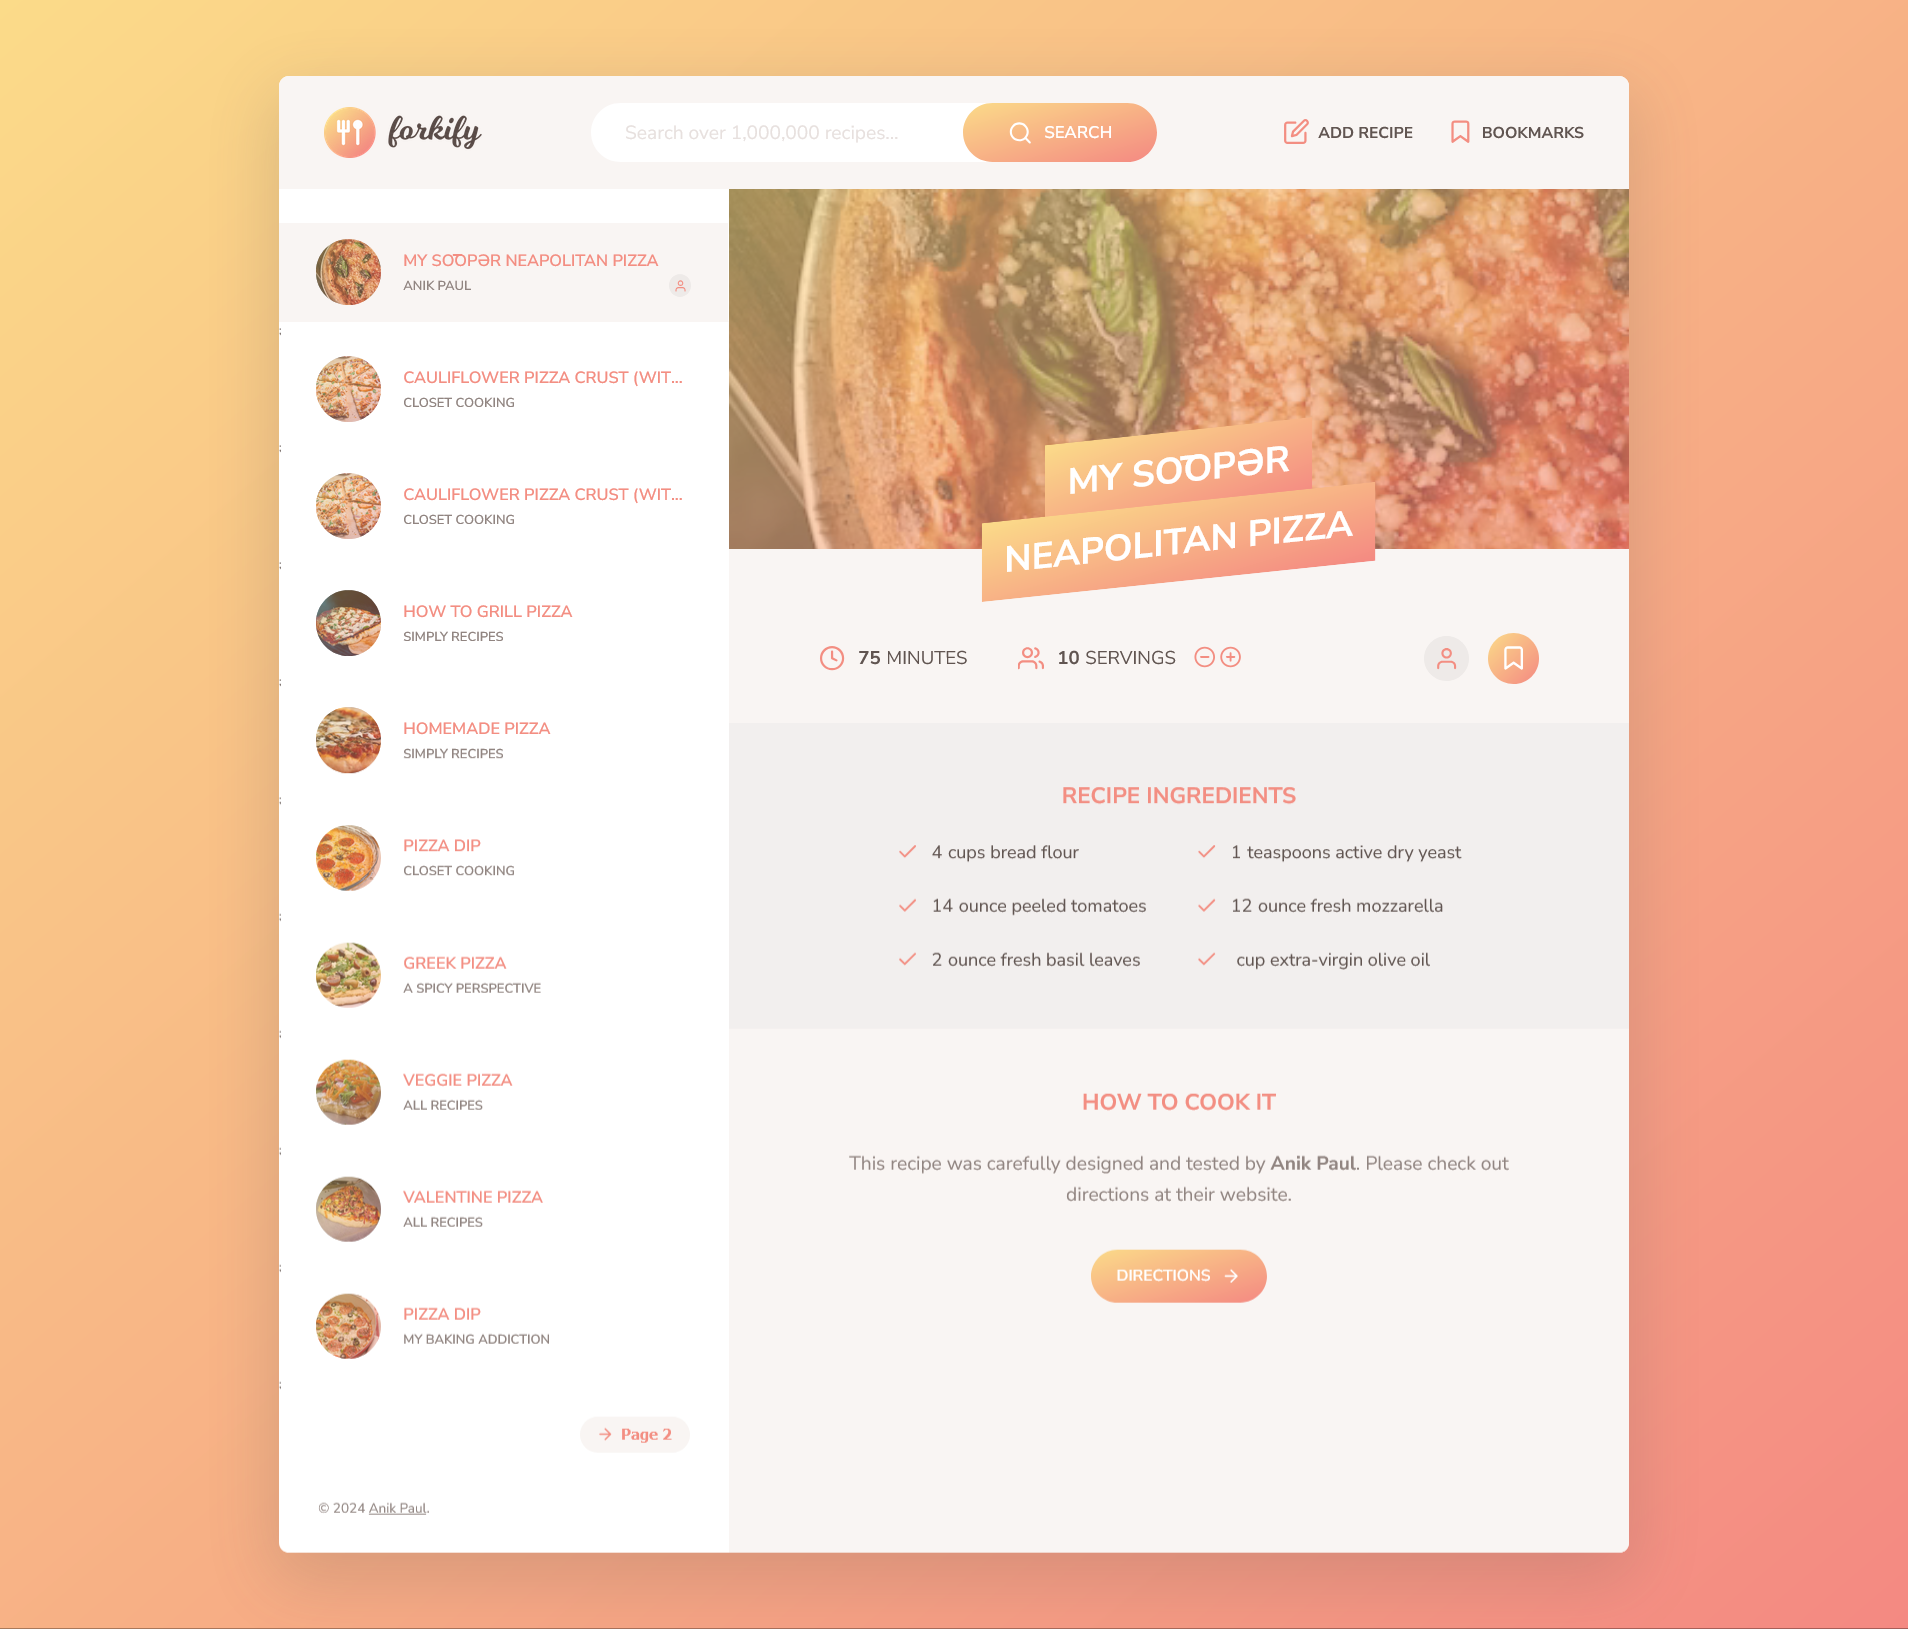 forkify
Search over 1,000,000 recipes...
SEARCH
ADD RECIPE
BOOKMARKS
MY SO͞OPƏR NEAPOLITAN PIZZA
ANIK PAUL
CAULIFLOWER PIZZA CRUST (WIT...
CLOSET COOKING
CAULIFLOWER PIZZA CRUST (WIT...
CLOSET COOKING
HOW TO GRILL PIZZA
SIMPLY RECIPES
HOMEMADE PIZZA
SIMPLY RECIPES
PIZZA DIP
CLOSET COOKING
GREEK PIZZA
A SPICY PERSPECTIVE
VEGGIE PIZZA
ALL RECIPES
VALENTINE PIZZA
ALL RECIPES
PIZZA DIP
MY BAKING ADDICTION
Page 2
© 2024 Anik Paul.
MY SO͞OPƏR
NEAPOLITAN PIZZA
75 MINUTES
10 SERVINGS
RECIPE INGREDIENTS
4 cups bread flour
1 teaspoons active dry yeast
14 ounce peeled tomatoes
12 ounce fresh mozzarella
2 ounce fresh basil leaves
cup extra-virgin olive oil
HOW TO COOK IT
This recipe was carefully designed and tested by Anik Paul. Please check out
directions at their website.
DIRECTIONS